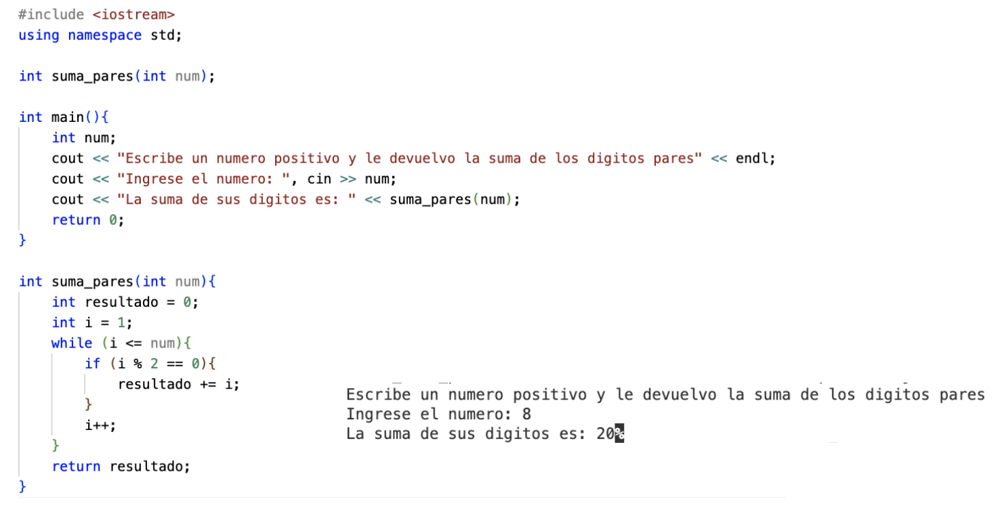 #include <iostream>
using namespace std;
int suma_pares(int num);
int main(){
int num;
cout << "Escribe un numero positivo y le devuelvo la suma de los digitos pares" << endl;
cout << "Ingrese el numero: ", cin >> num;
cout << "La suma de sus digitos es: " << suma_pares(num);
return 0;
}
int suma_pares(int num){
int resultado = 0;
int i = 1;
while (i <= num){
if (i % 2 == 0){
resultado += i;
}
i++;
}
return resultado;
}
Escribe un numero positivo y le devuelvo la suma de los digitos pares
Ingrese el numero: 8
La suma de sus digitos es: 20%